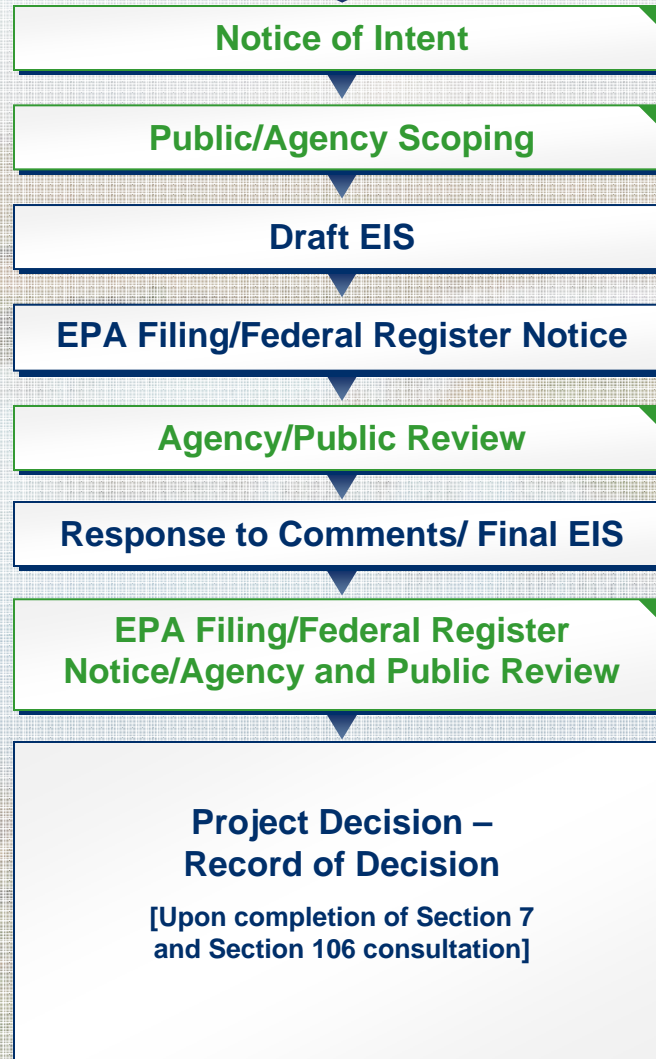 Notice of Intent
Public/Agency Scoping
Draft EIS
EPA Filing/Federal Register Notice
Agency/Public Review
Response to Comments/ Final EIS
EPA Filing/Federal Register
Notice/Agency and Public Review
Project Decision –
Record of Decision
[Upon completion of Section 7
and Section 106 consultation]